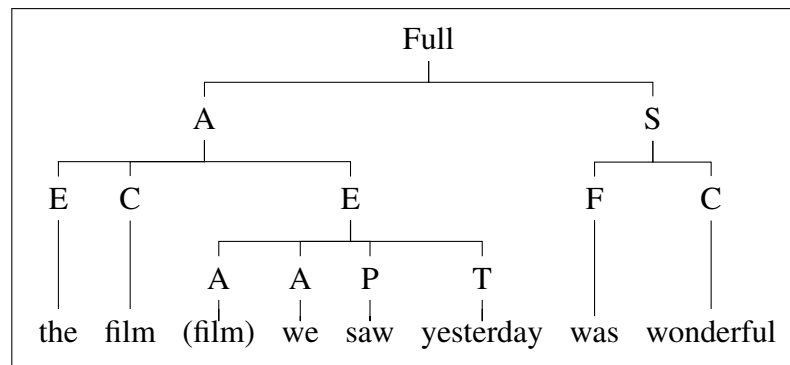 Full
A S
E C E F C
A A P T
the film (film) we saw yesterday was wonderful